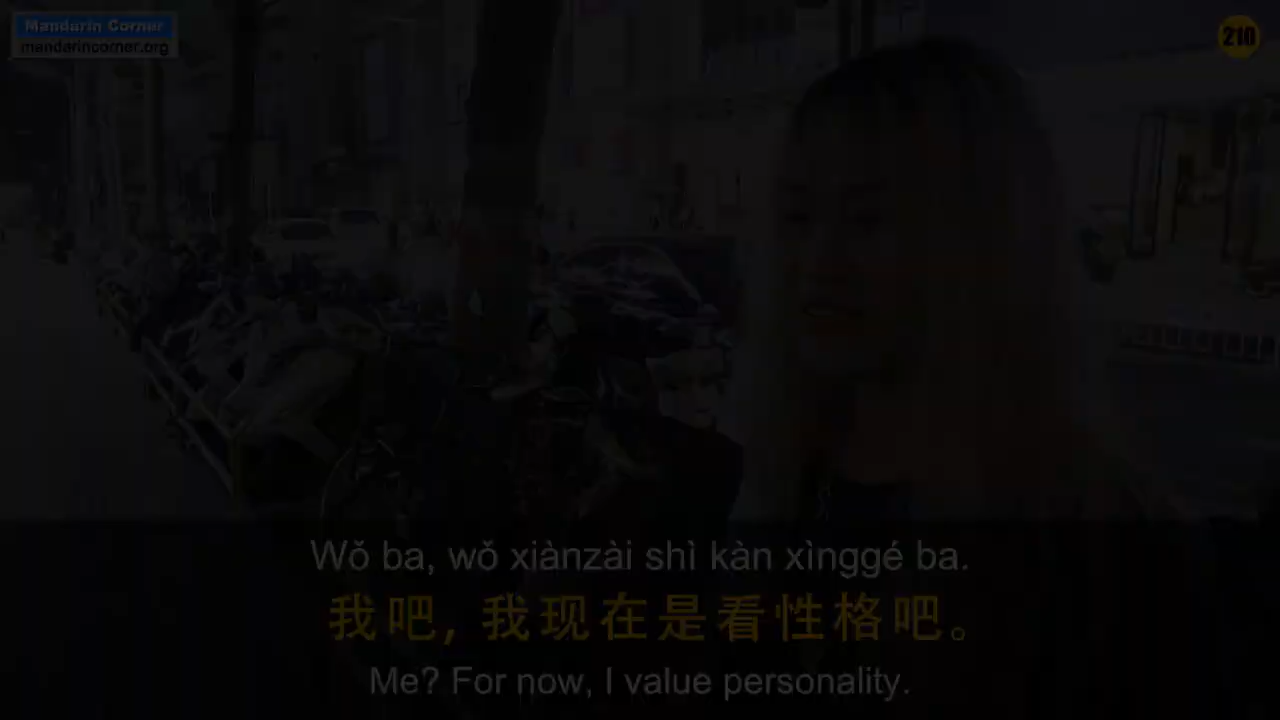 Mandarin Corner
mandarincorner.org
210
Wǒ ba, wǒ xiànzài shì kàn xìnggé ba.
我吧, 我现在是看性格吧。
Me? For now, I value personality.